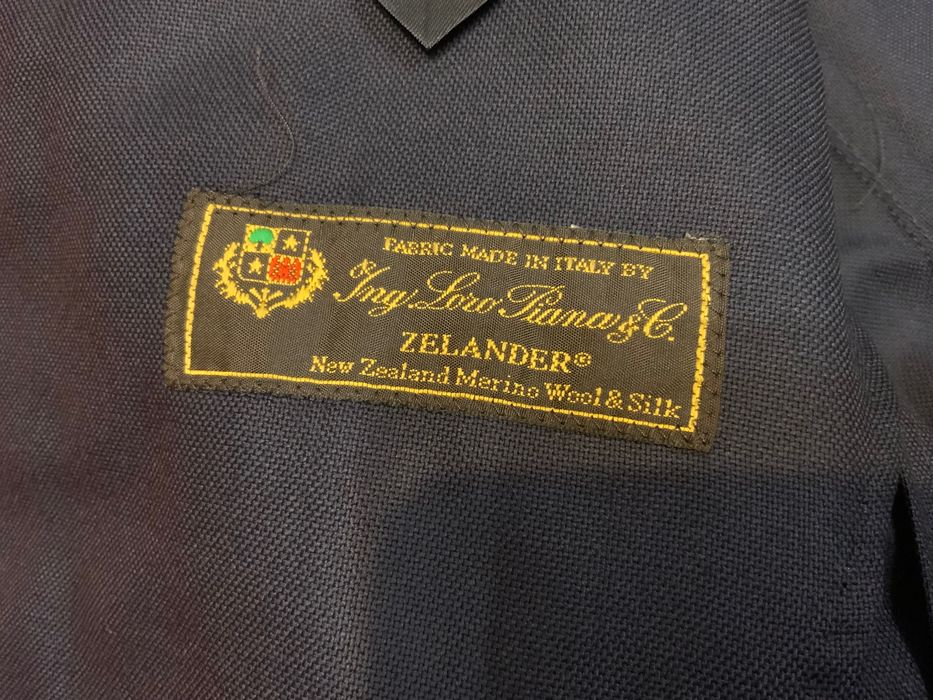 FABRIC MADE IN ITALY BY
Ing. Loro Piana & C.
ZELANDER®
New Zealand Merino Wool & Silk